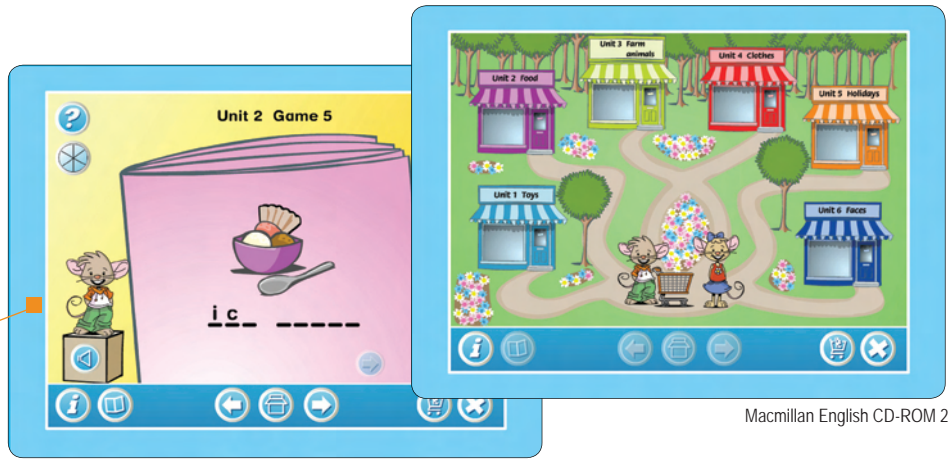 Unit 2 Game 5
i c _ _ _ _ _ _
Unit 3 Farm
animals
Unit 4 Clothes
Unit 2 Food
Unit 5 Holidays
Unit 1 Toys
Unit 6 Faces
Macmillan English CD-ROM 2